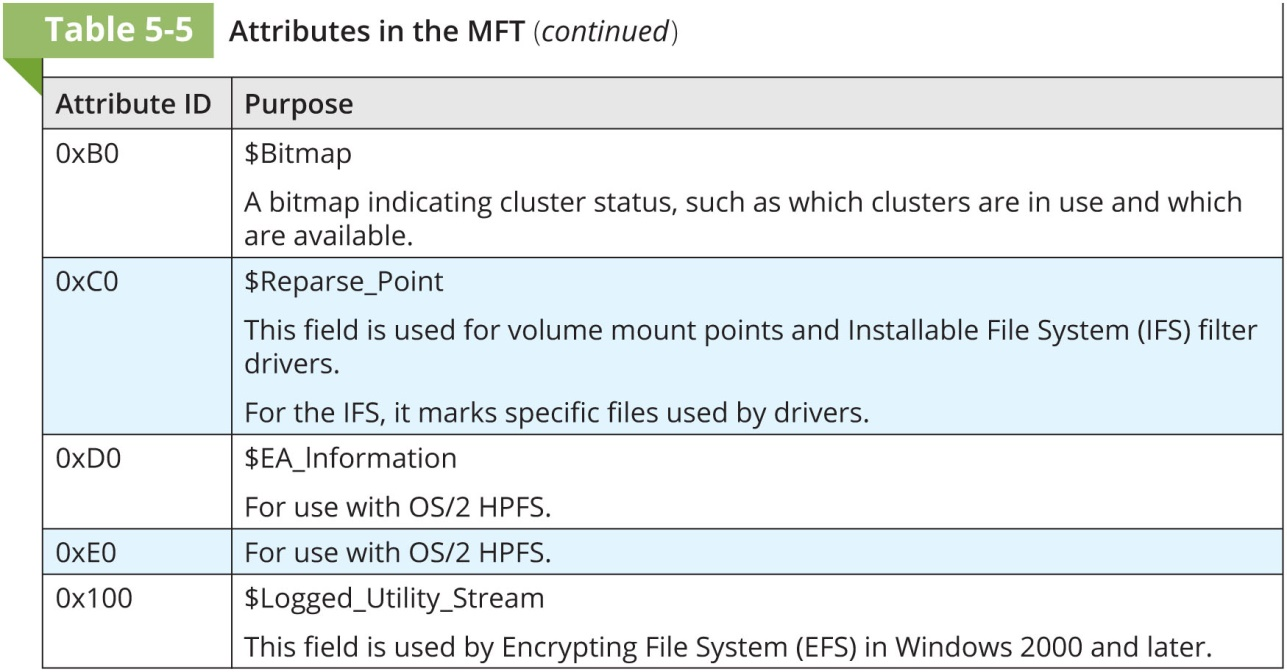 Table 5-5 Attributes in the MFT (continued)
Attribute ID Purpose
0xB0 $Bitmap
A bitmap indicating cluster status, such as which clusters are in use and which
are available.
0xC0 $Reparse_Point
This field is used for volume mount points and Installable File System (IFS) filter
drivers.
For the IFS, it marks specific files used by drivers.
0xD0 $EA_Information
For use with OS/2 HPFS.
0xE0 For use with OS/2 HPFS.
0x100 $Logged_Utility_Stream
This field is used by Encrypting File System (EFS) in Windows 2000 and later.